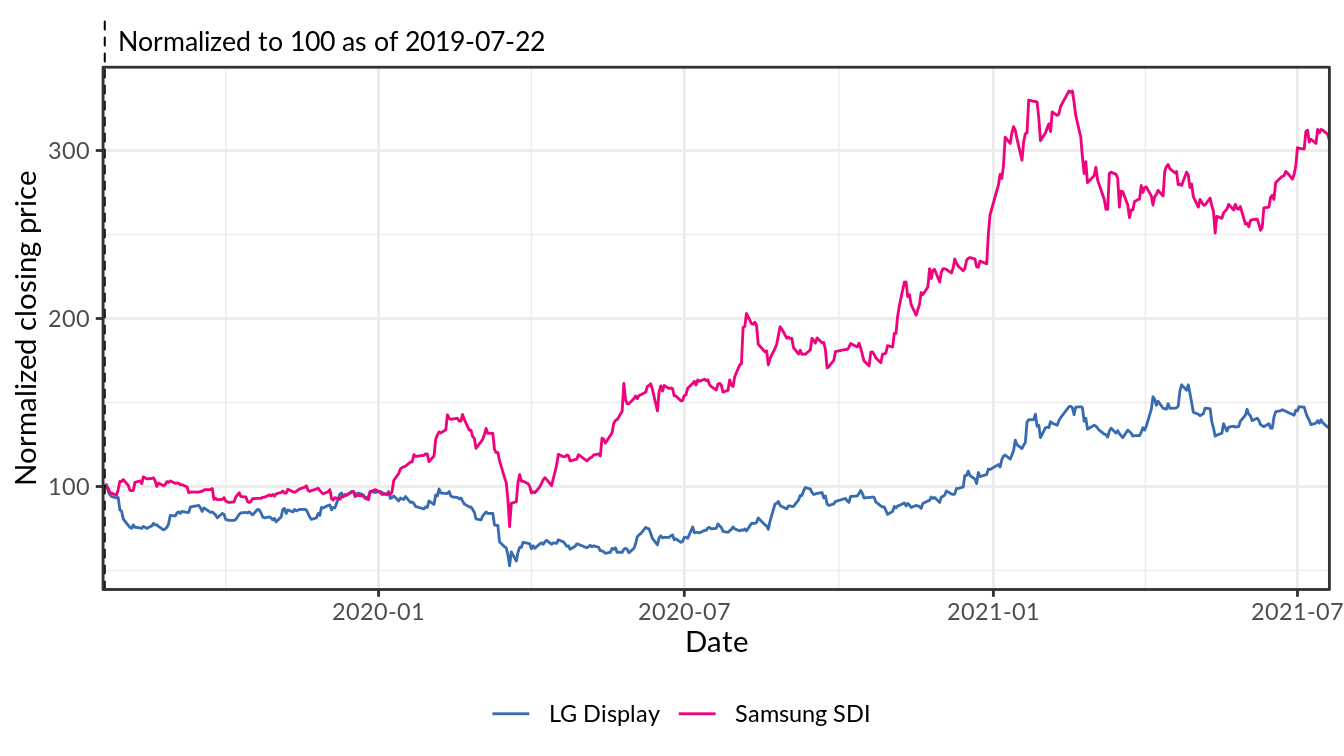 Normalized to 100 as of 2019-07-22
Normalized closing price
300
200
100
2020-01 2020-07 2021-01 2021-07
Date
LG Display Samsung SDI